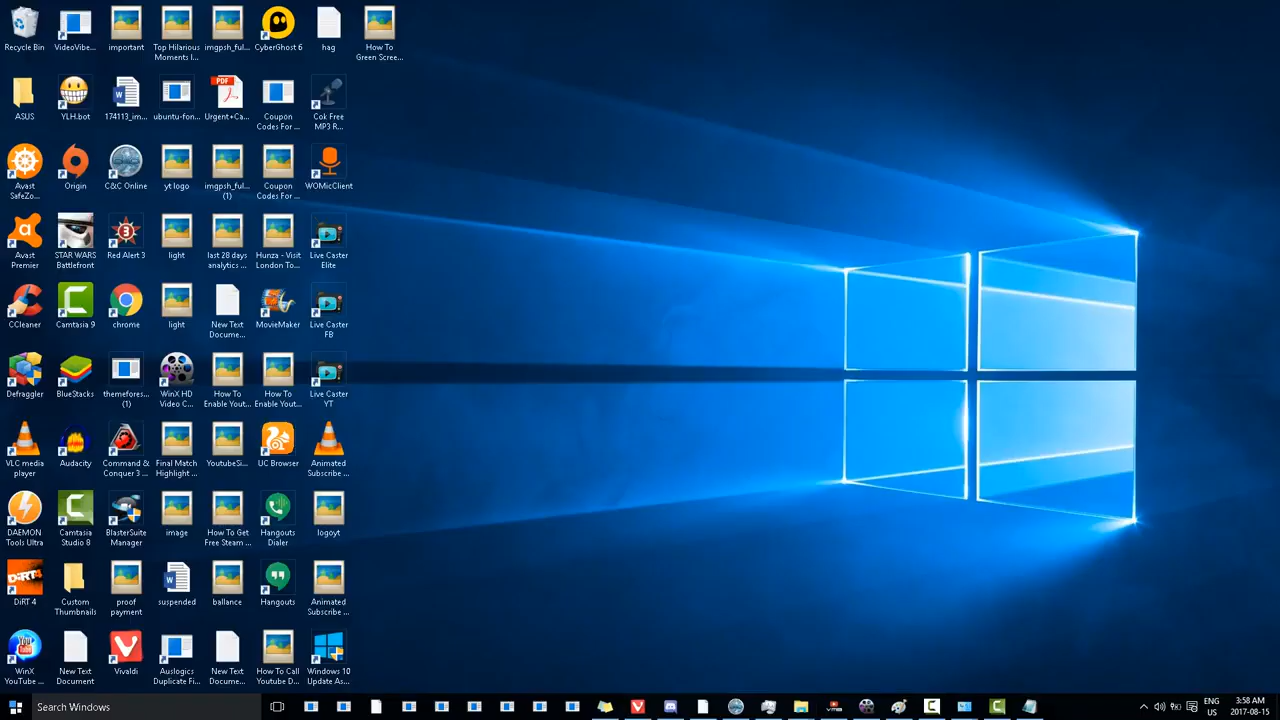 Recycle Bin
VideoVibe...
important
Top Hilarious
Moments I...
imgpsh_ful...
CyberGhost 6
hag
How To
Green Scree...
ASUS
YLH.bot
174113_im...
ubuntu-fon...
PDF
Urgent+Ca...
Coupon
Codes For ...
Cok Free
MP3 R...
Avast
SafeZo...
Origin
C&C Online
yt logo
imgpsh_ful...
(1)
Coupon
Codes For ...
WOMicClient
Avast
Premier
STAR WARS
Battlefront
Red Alert 3
light
last 28 days
analytics ...
Hunza - Visit
London To...
Live Caster
Elite
CCleaner
Camtasia 9
chrome
light
New Text
Docume...
MovieMaker
Live Caster
FB
Defraggler
BlueStacks
themefores...
(1)
WinX HD
Video C...
How To
Enable Yout...
How To
Enable Yout...
Live Caster
YT
VLC media
player
Audacity
Command &
Conquer 3 ...
Final Match
Highlight ...
YoutubeSi...
UC Browser
Animated
Subscribe ...
DAEMON
Tools Ultra
Camtasia
Studio 8
BlasterSuite
Manager
image
How To Get
Free Steam ...
Hangouts
Dialer
logoyt
DiRT 4
Custom
Thumbnails
proof
payment
suspended
ballance
Hangouts
Animated
Subscribe ...
WinX
YouTube ...
New Text
Document
Vivaldi
Auslogics
Duplicate Fi...
New Text
Docume...
How To Call
Youtube D...
Windows 10
Update As...
Search Windows
ENG
US
3:58 AM
2017-08-15